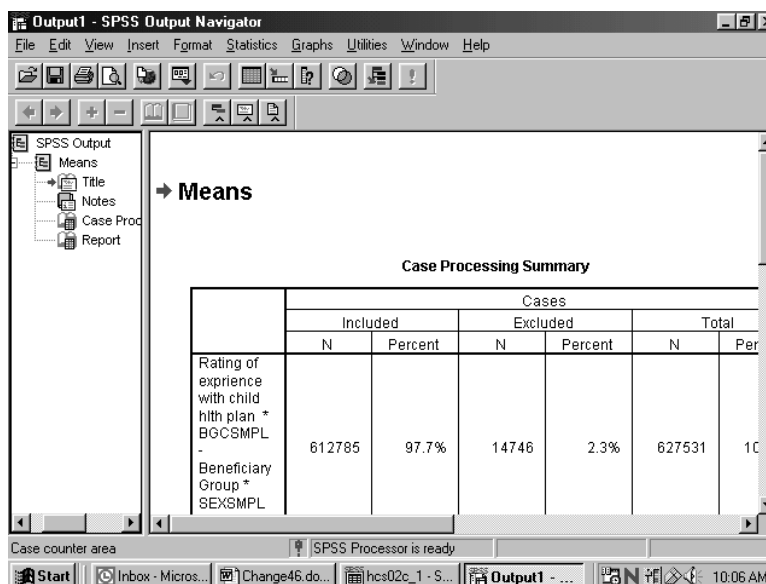 Output1 - SPSS Output Navigator
File Edit View Insert Format Statistics Graphs Utilities Window Help
SPSS Output
Means
Title
Notes
Case Proc
Report
Means
Case Processing Summary
Cases
Included Excluded Total
N Percent N Percent N Per
Rating of
exprience
with child
hlth plan *
BGCSMPL
-
Beneficiary
Group *
SEXSMPL
612785 97.7% 14746 2.3% 627531 10
Case counter area SPSS Processor is ready
Start Inbox - Micros... Change46.do... hcs02c_1 - S... Output1 - ... 10:06 AM